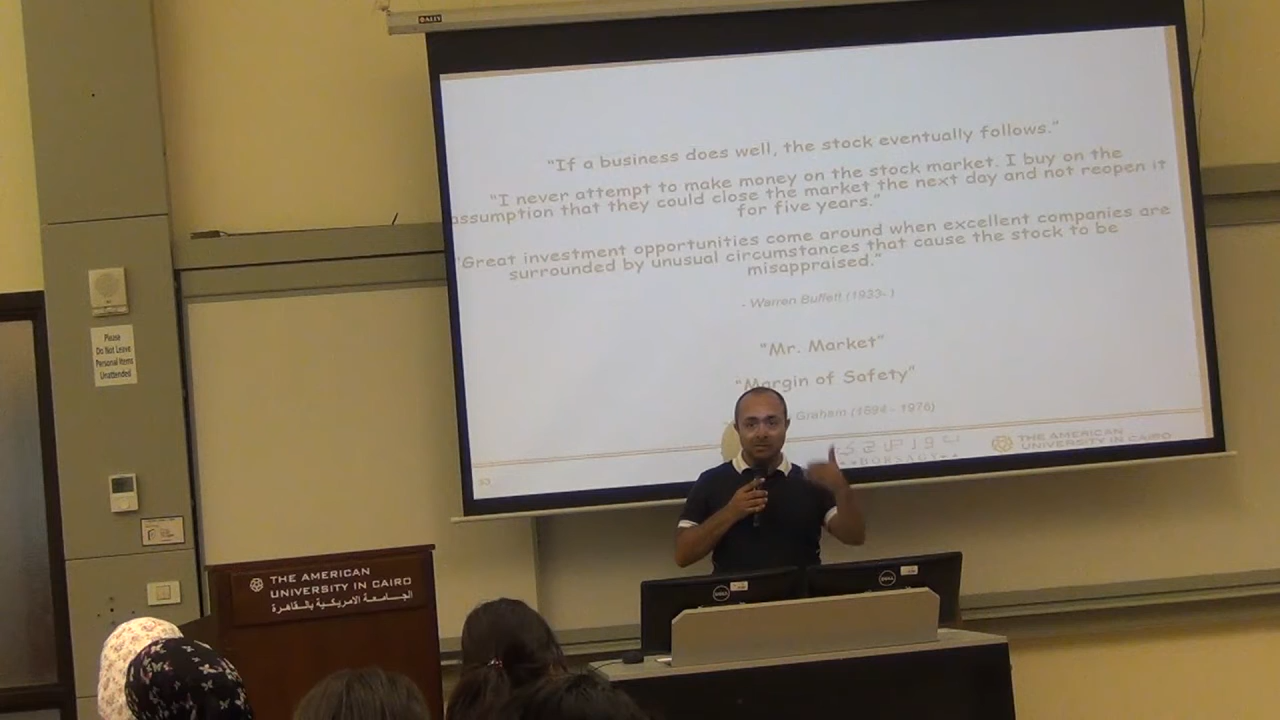 DALLY
"If a business does well, the stock eventually follows."
"I never attempt to make money on the stock market. I buy on the
assumption that they could close the market the next day and not reopen it
for five years."
"Great investment opportunities come around when excellent companies are
surrounded by unusual circumstances that cause the stock to be
misappraised."
- Warren Buffett (1933- )
"Mr. Market"
"Margin of Safety"
Graham (1894 - 1976)
BORSAGY
THE AMERICAN
UNIVERSITY IN CAIRO
Please
Do Not Leave
Personal Items
Unattended
THE AMERICAN
UNIVERSITY IN CAIRO
الجـامعـة الامريكيـة بالقاهرة
DELL
DELL